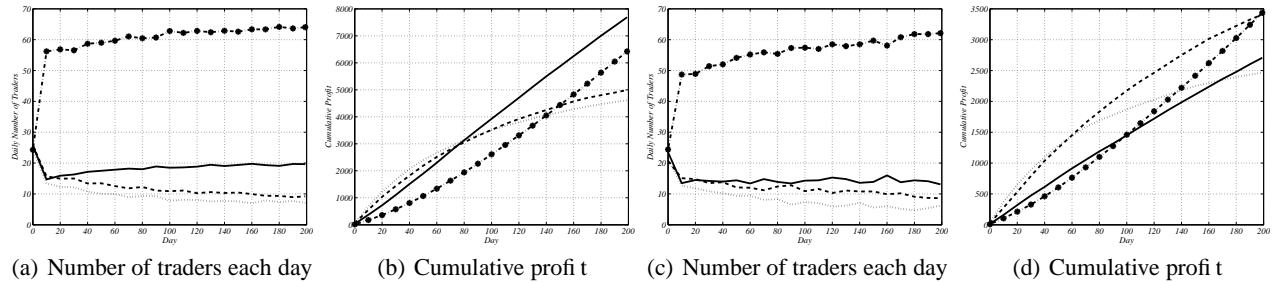 70
60
50
40
30
20
10
0
Daily Number of Traders
0 20 40 60 80 100 120 140 160 180 200
Day
(a) Number of traders each day
8000
7000
6000
5000
4000
3000
2000
1000
0
Cumulative Profit
0 20 40 60 80 100 120 140 160 180 200
Day
(b) Cumulative profi t
70
60
50
40
30
20
10
0
Daily Number of Traders
0 20 40 60 80 100 120 140 160 180 200
Day
(c) Number of traders each day
3500
3000
2500
2000
1500
1000
500
0
Cumulative Profit
0 20 40 60 80 100 120 140 160 180 200
Day
(d) Cumulative profi t